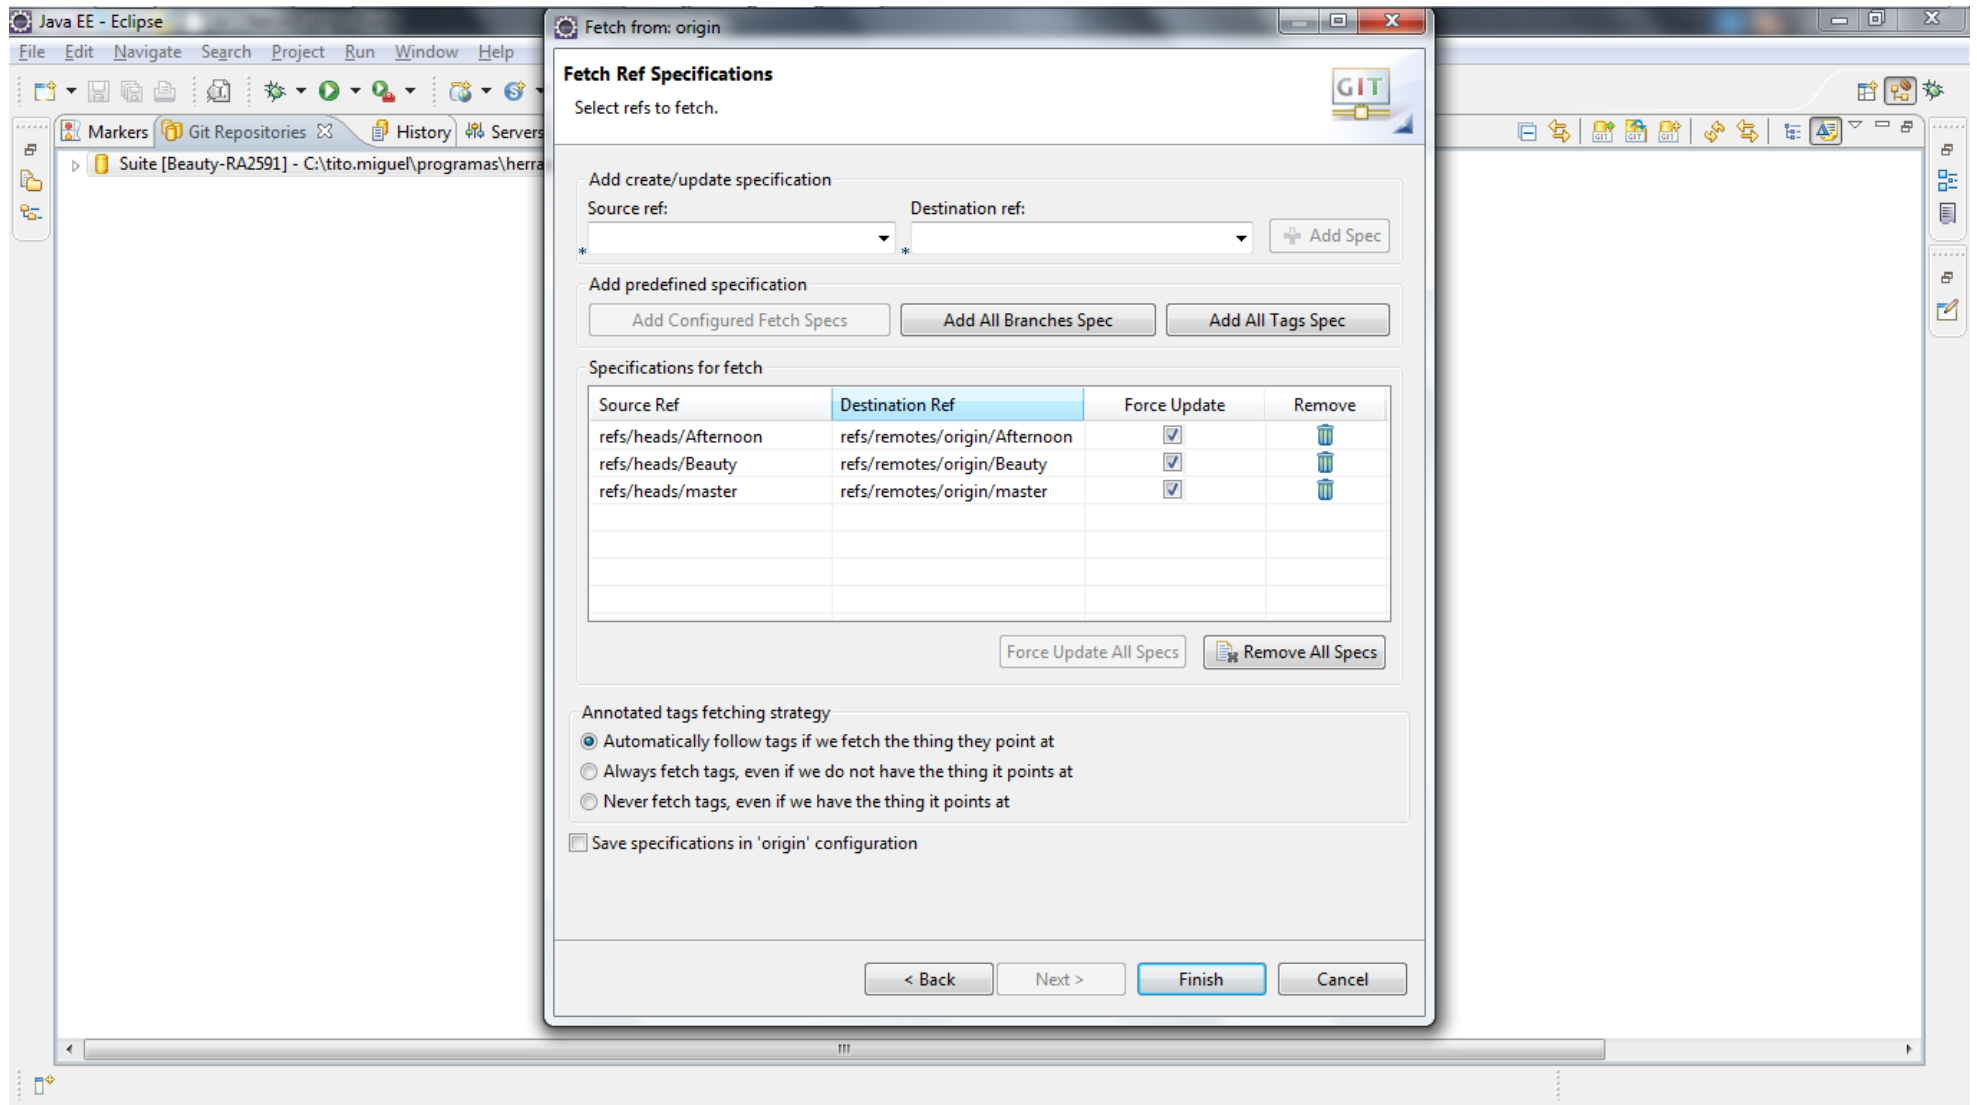 Java EE - Eclipse
File Edit Navigate Search Project Run Window Help
Markers Git Repositories History Servers
Suite [Beauty-RA2591] - C:\tito.miguel\programas\herra
Fetch from: origin
Fetch Ref Specifications
Select refs to fetch.
GIT
Add create/update specification
Source ref: Destination ref:
* * Add Spec
Add predefined specification
Add Configured Fetch Specs Add All Branches Spec Add All Tags Spec
Specifications for fetch
Source Ref Destination Ref Force Update Remove
refs/heads/Afternoon refs/remotes/origin/Afternoon
refs/heads/Beauty refs/remotes/origin/Beauty
refs/heads/master refs/remotes/origin/master
Force Update All Specs Remove All Specs
Annotated tags fetching strategy
Automatically follow tags if we fetch the thing they point at
Always fetch tags, even if we do not have the thing it points at
Never fetch tags, even if we have the thing it points at
Save specifications in 'origin' configuration
< Back Next > Finish Cancel